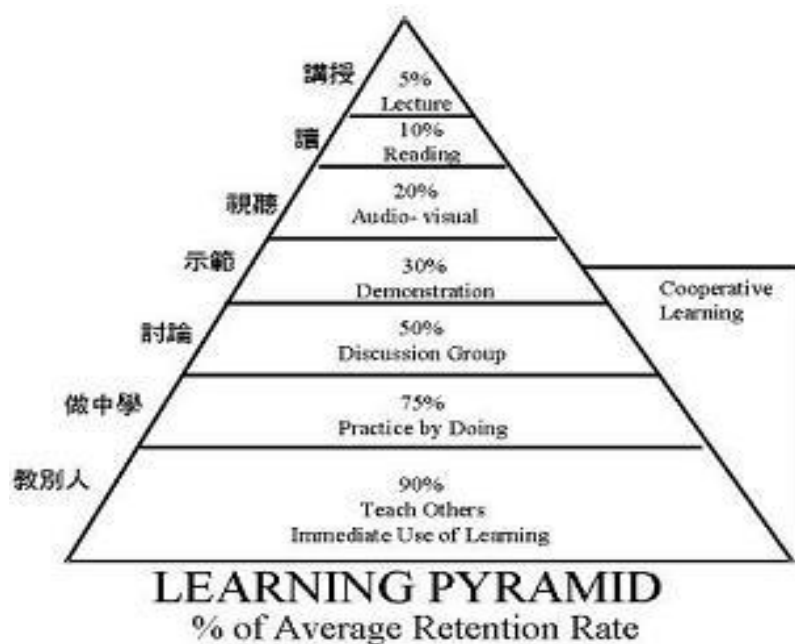 講授
5%
Lecture
讀
10%
Reading
視聽
20%
Audio- visual
示範
30%
Demonstration
Cooperative
Learning
討論
50%
Discussion Group
做中學
75%
Practice by Doing
教別人
90%
Teach Others
Immediate Use of Learning
LEARNING PYRAMID
% of Average Retention Rate